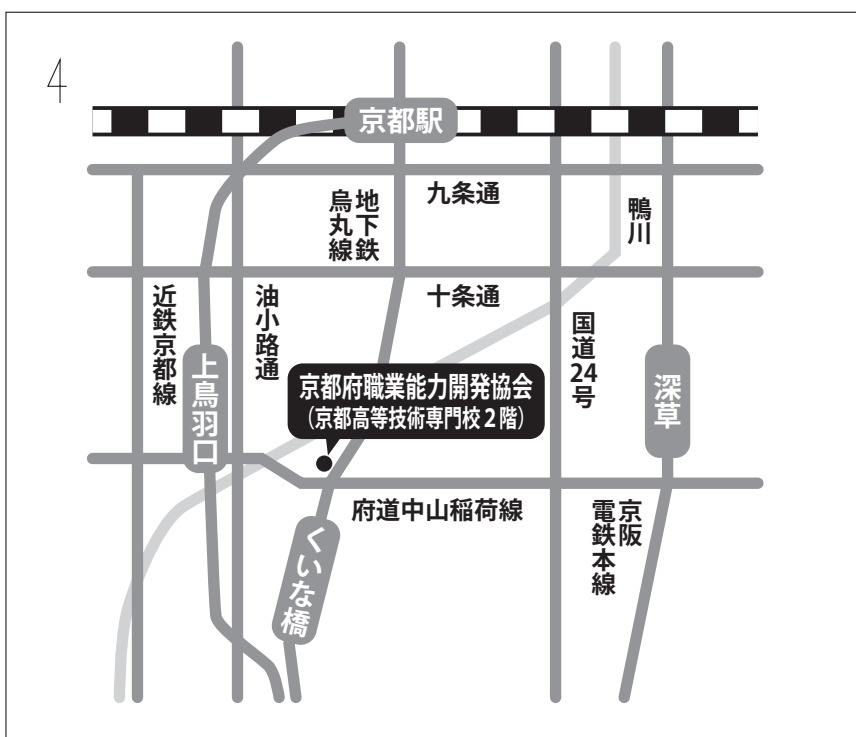 4
京都駅
九条通
地下鉄
烏丸線
鴨川
十条通
近鉄京都線
油小路通
国道24号
上鳥羽口
京都府職業能力開発協会
（京都高等技術専門校２階）
深草
府道中山稲荷線
京阪
電鉄本線
くいな橋